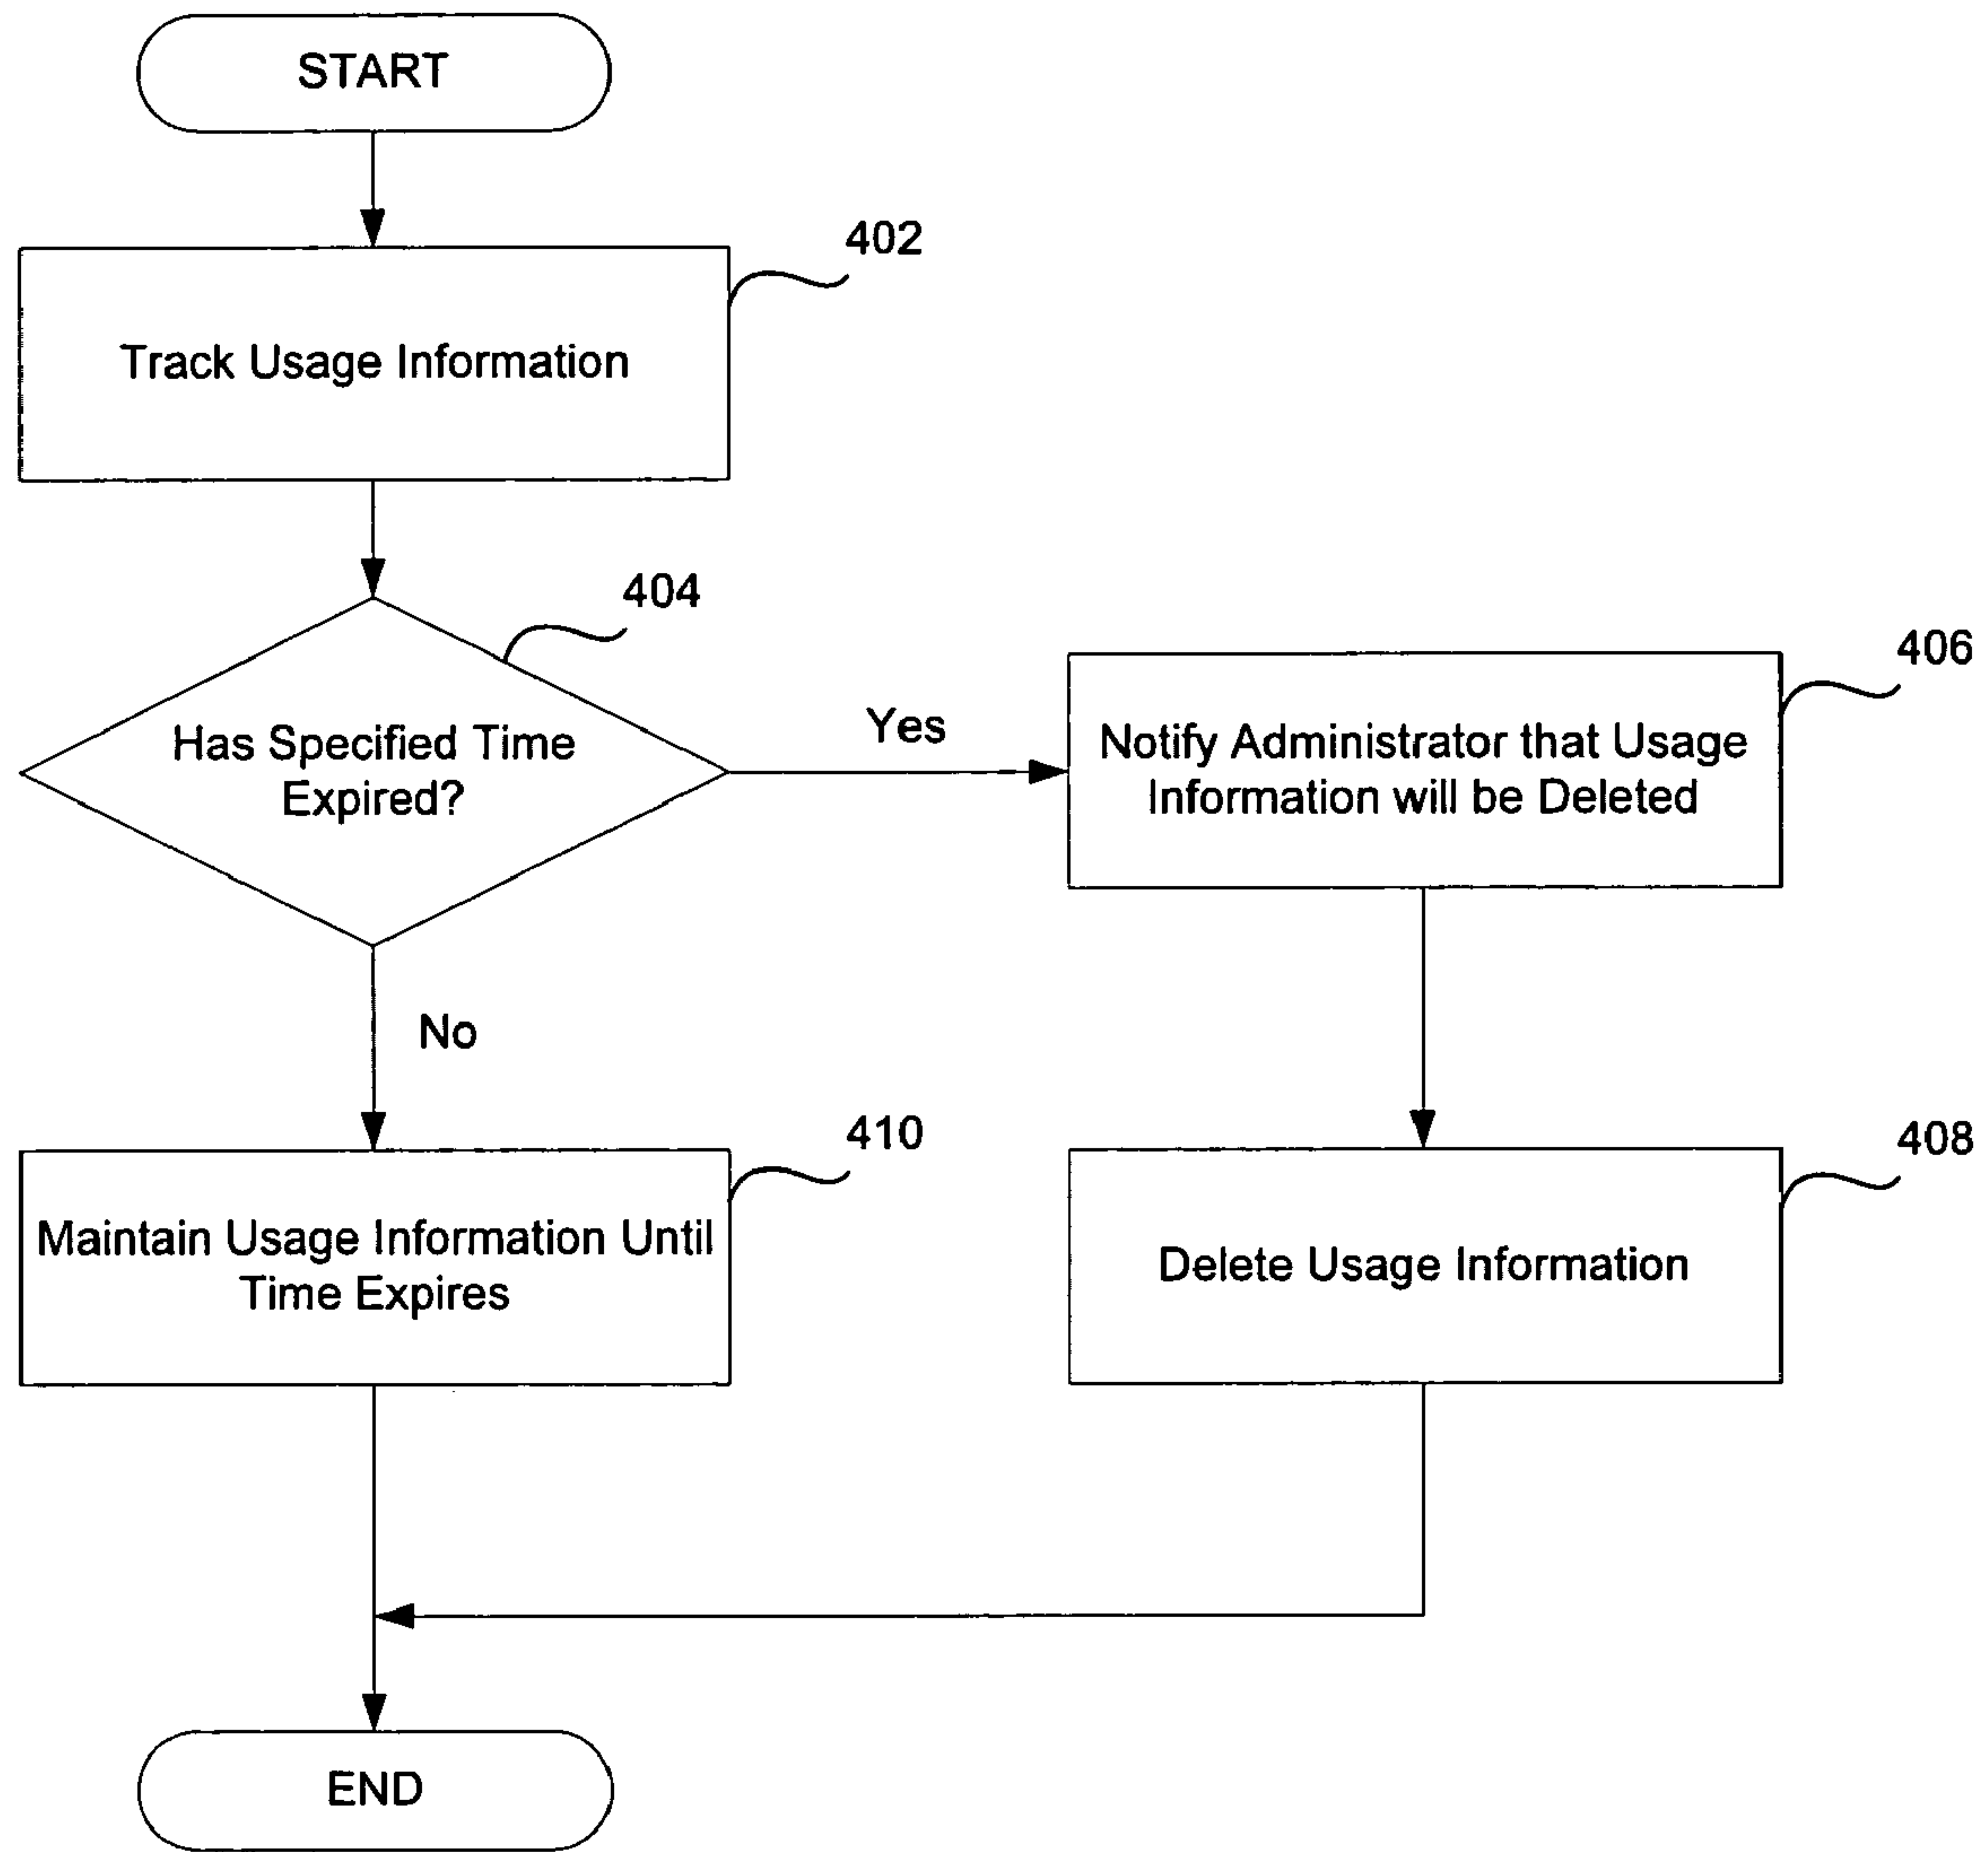 START
402
Track Usage Information
404
Has Specified Time
Expired?
Yes
406
Notify Administrator that Usage
Information will be Deleted
No
410
Maintain Usage Information Until
Time Expires
408
Delete Usage Information
END